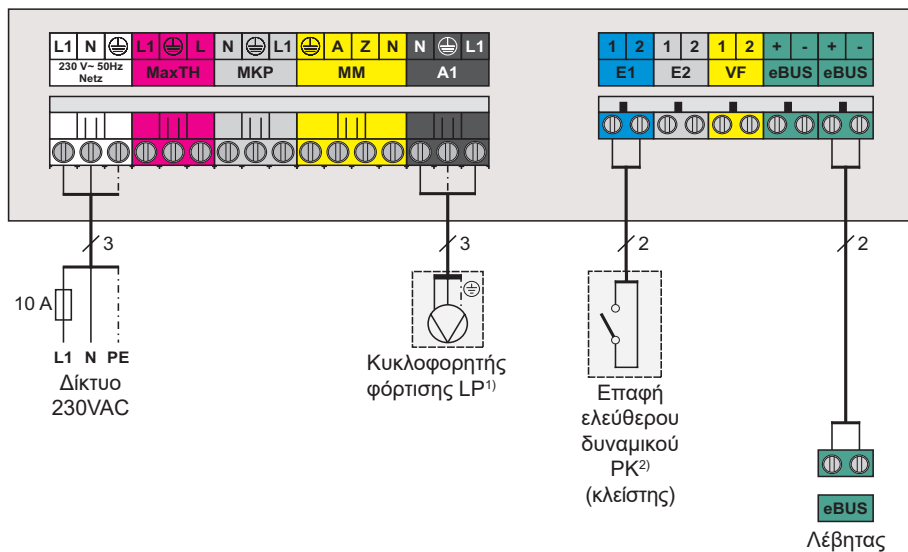 L1 N L1 L N L1 A Z N N L1 1 2 1 2 1 2 + - + -
230 V~ 50Hz
Netz
MaxTH MKP MM A1 E1 E2 VF eBUS eBUS
3 3 2 2
10 A
L1 N PE
Δίκτυο
230VAC
Κυκλοφορητής
φόρτισης LP1)
Επαφή
ελεύθερου
δυναμικού
PK2)
(κλείστης)
eBUS
Λέβητας